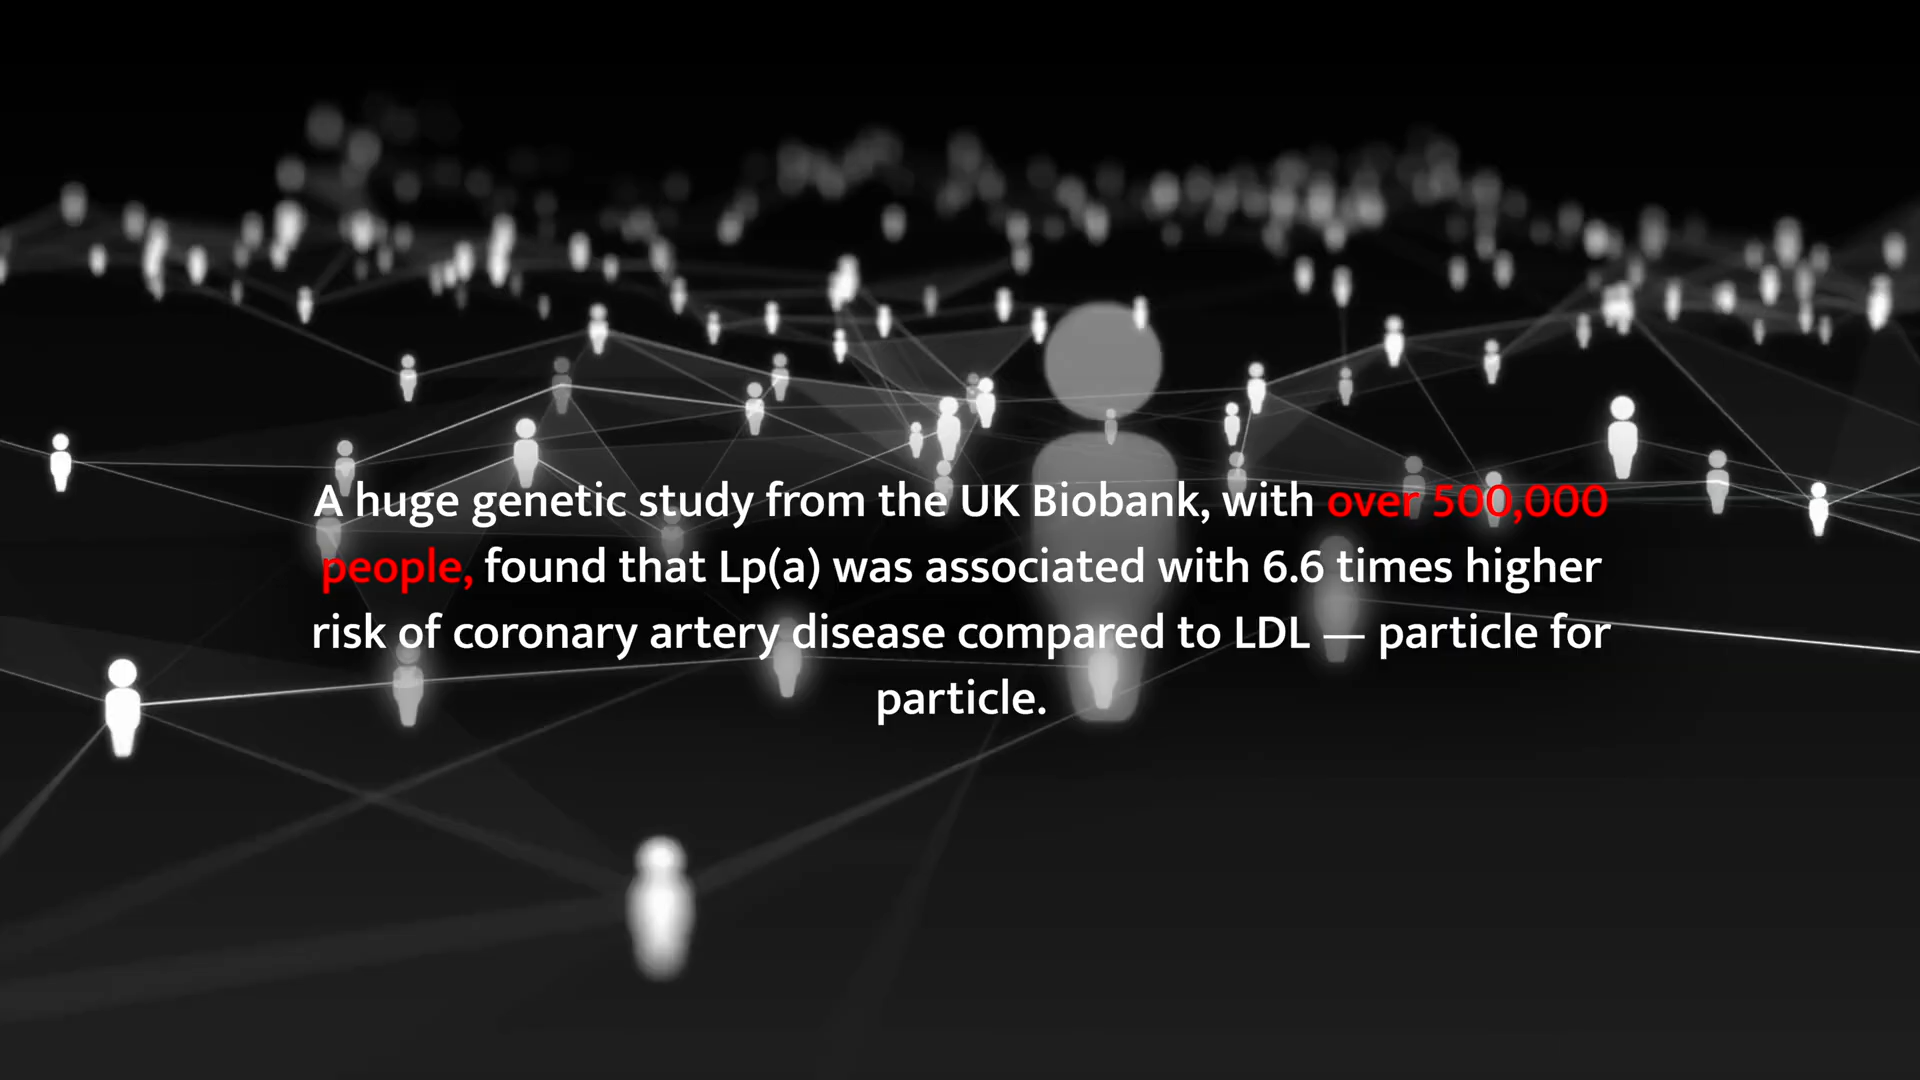 A huge genetic study from the UK Biobank, with over 500,000
people, found that Lp(a) was associated with 6.6 times higher
risk of coronary artery disease compared to LDL — particle for
particle.